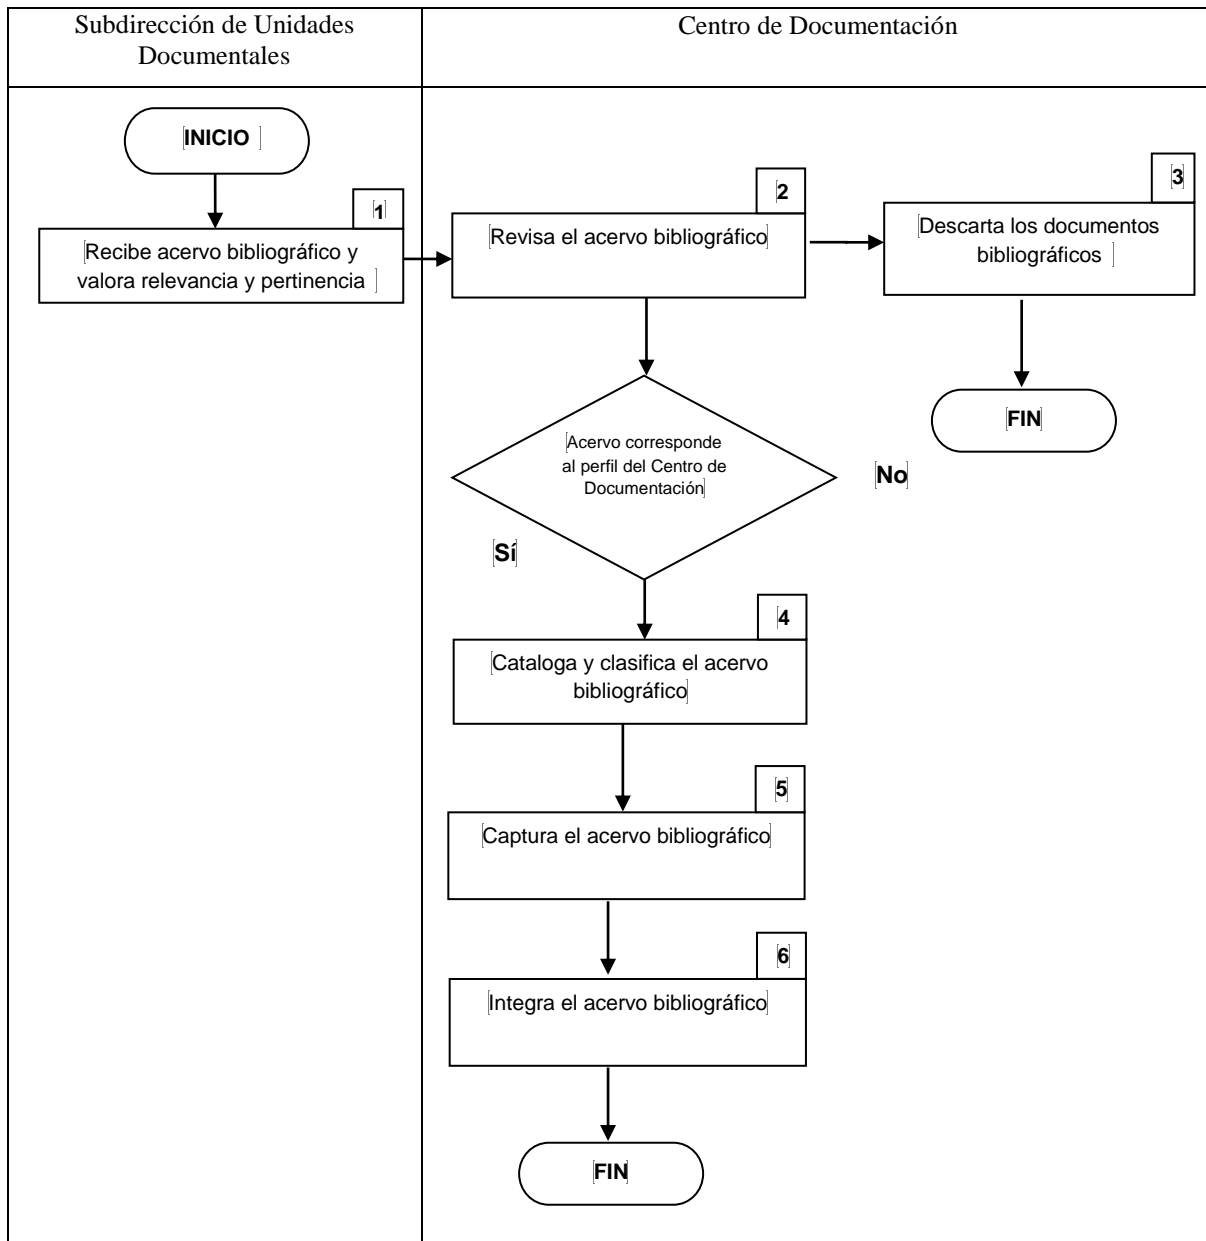 Subdirección de Unidades
Documentales
Centro de Documentación
INICIO
1
Recibe acervo bibliográfico y
valora relevancia y pertinencia
2
Revisa el acervo bibliográfico
3
Descarta los documentos
bibliográficos
FIN
Acervo corresponde
al perfil del Centro de
Documentación
No
Sí
4
Cataloga y clasifica el acervo
bibliográfico
5
Captura el acervo bibliográfico
6
Integra el acervo bibliográfico
FIN